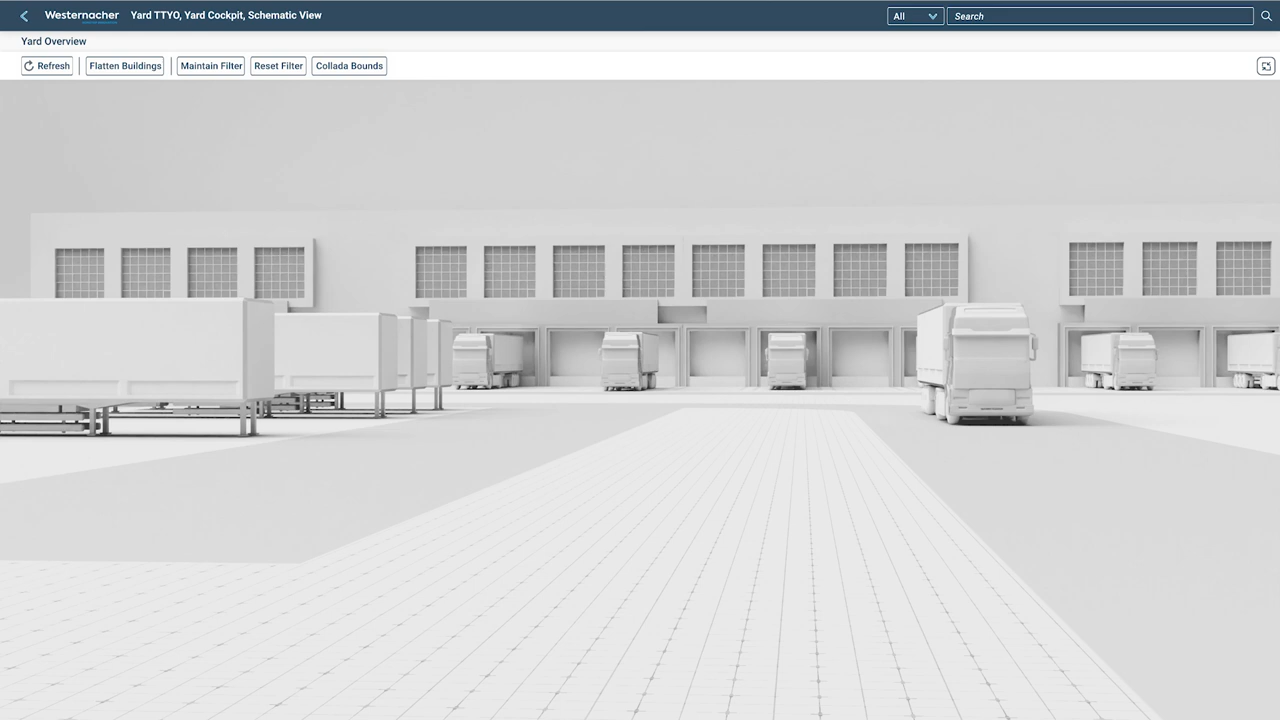 Westernacher
Yard TTYO, Yard Cockpit, Schematic View
All
Search
Yard Overview
Refresh
Flatten Buildings
Maintain Filter
Reset Filter
Collada Bounds